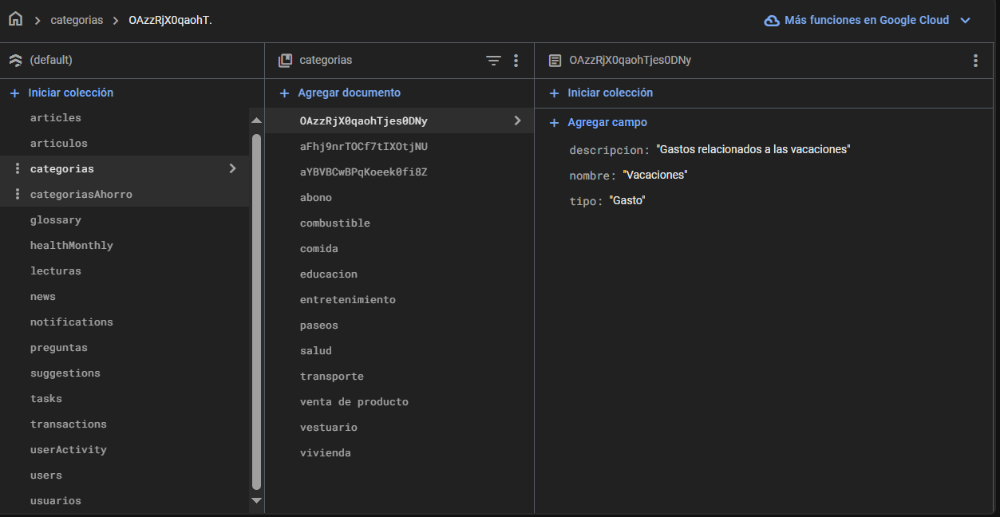 categorias
OAzzRjX0qaohT.
Más funciones en Google Cloud
(default)
Iniciar colección
articles
articulos
categorias
categoriasAhorro
glossary
healthMonthly
lecturas
news
notifications
preguntas
suggestions
tasks
transactions
userActivity
users
usuarios
categorias
Agregar documento
OAzzRjX0qaohTjes0DNy
aFhj9nrTOCf7tIXOtjNU
aYBVBCwBPqKoeek0fi8Z
abono
combustible
comida
educacion
entretenimiento
paseos
salud
transporte
venta de producto
vestuario
vivienda
OAzzRjX0qaohTjes0DNy
Iniciar colección
Agregar campo
descripcion: "Gastos relacionados a las vacaciones"
nombre: "Vacaciones"
tipo: "Gasto"